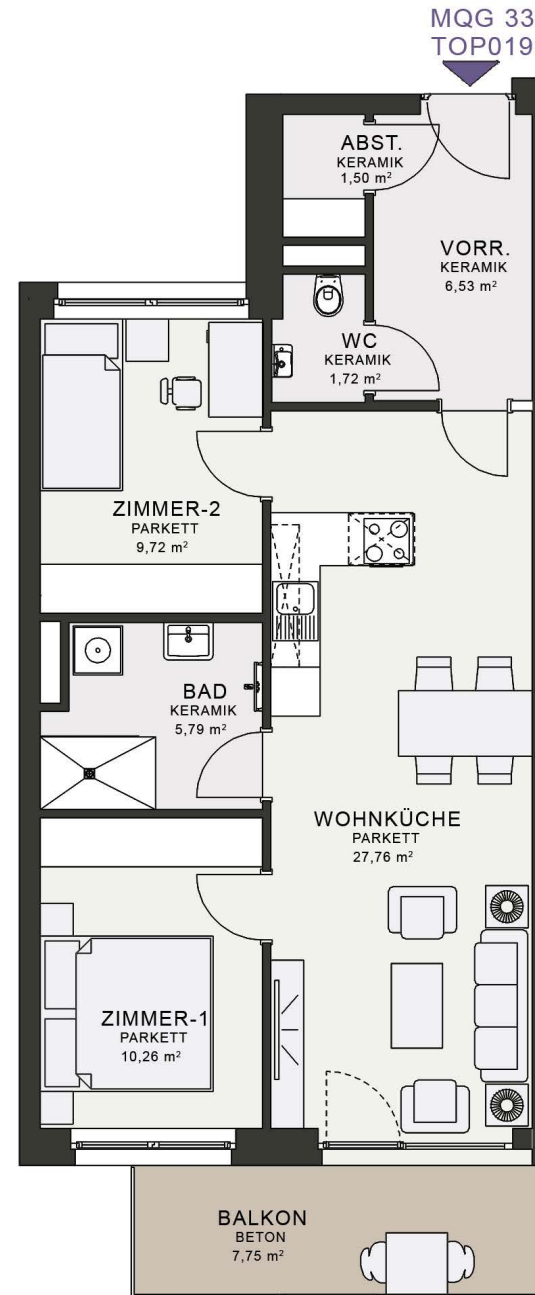 MQG 33
TOP019
ABST.
KERAMIK
1,50 m²
VORR.
KERAMIK
6,53 m²
WC
KERAMIK
1,72 m²
ZIMMER-2
PARKETT
9,72 m²
BAD
KERAMIK
5,79 m²
WOHNKÜCHE
PARKETT
27,76 m²
ZIMMER-1
PARKETT
10,26 m²
BALKON
BETON
7,75 m²